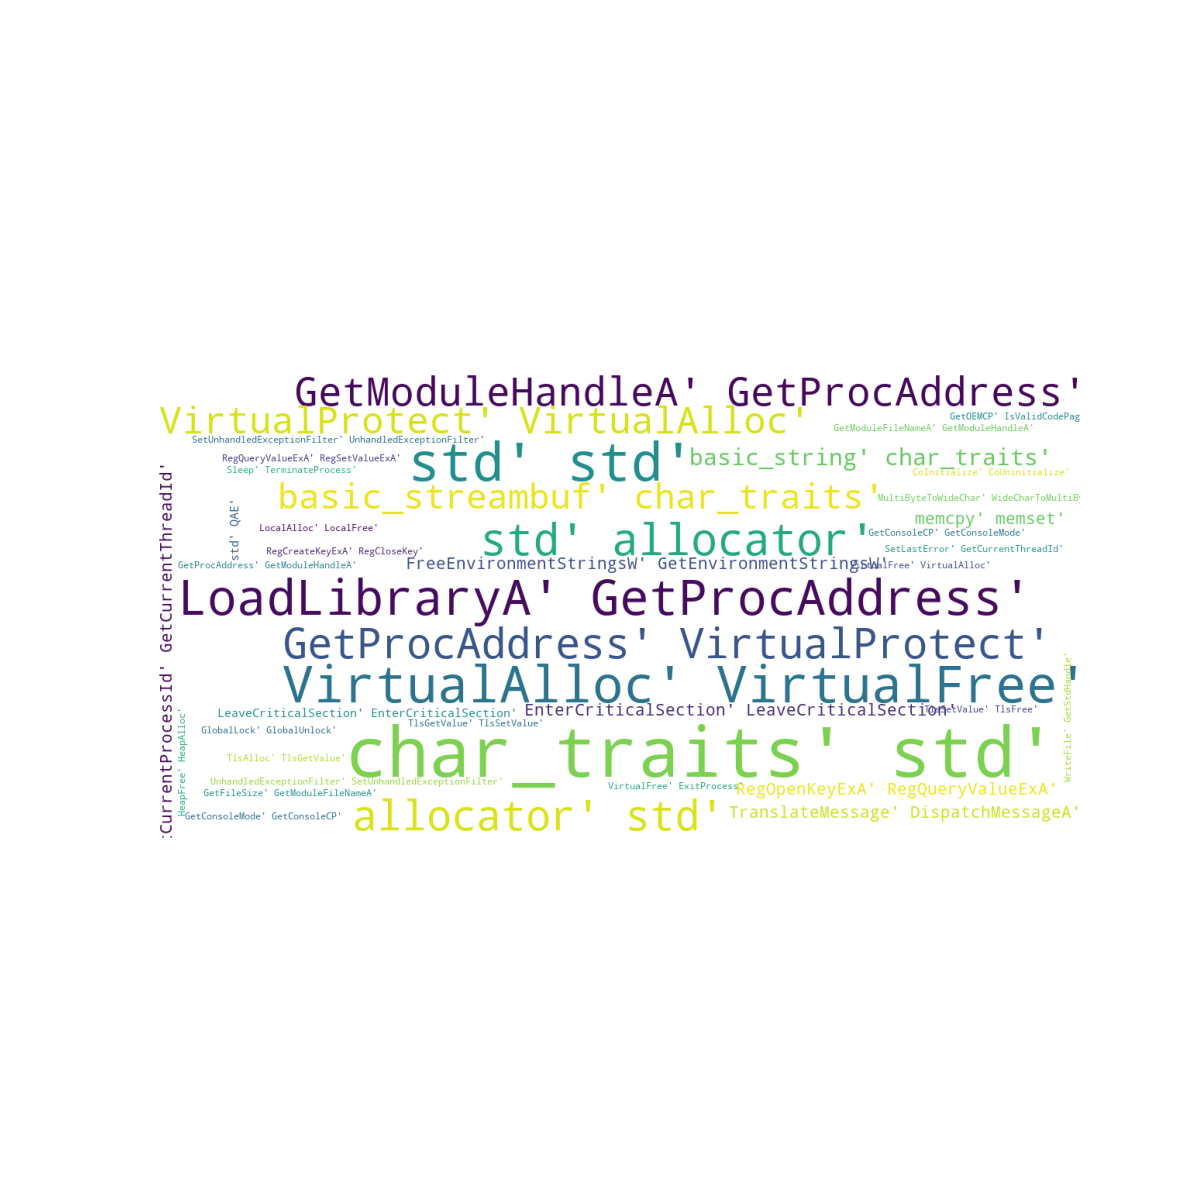 GetModuleHandleA' GetProcAddress'
VirtualProtect' VirtualAlloc'
GetOEMCP' IsValidCodePag
GetModuleFileNameA' GetModuleHandleA'
SetUnhandledExceptionFilter' UnhandledExceptionFilter'
std' std'
basic_string' char_traits'
RegQueryValueExA' RegSetValueExA'
Sleep' TerminateProcess'
CoInitialize' CoUninitialize'
basic_streambuf' char_traits'
MultiByteToWideChar' WideCharToMultiBy
std' QAE'
memcpy' memset'
LocalAlloc' LocalFree'
std' allocator'
GetConsoleCP' GetConsoleMode'
RegCreateKeyExA' RegCloseKey'
SetLastError' GetCurrentThreadId'
GetProcAddress' GetModuleHandleA'
FreeEnvironmentStringsW' GetEnvironmentStringsW'
VirtualFree' VirtualAlloc'
LoadLibraryA' GetProcAddress'
tCurrentProcessId' GetCurrentThreadId'
GetProcAddress' VirtualProtect'
VirtualAlloc' VirtualFree'
WriteFile' GetStdHandle'
LeaveCriticalSection' EnterCriticalSection'
EnterCriticalSection' LeaveCriticalSection'
TlsSetValue' TlsFree'
TlsGetValue' TlsSetValue'
GlobalLock' GlobalUnlock'
HeapFree' HeapAlloc'
char_traits' std'
TlsAlloc' TlsGetValue'
UnhandledExceptionFilter' SetUnhandledExceptionFilter'
VirtualFree' ExitProcess'
RegOpenKeyExA' RegQueryValueExA'
GetFileSize' GetModuleFileNameA'
allocator' std'
TranslateMessage' DispatchMessageA'
GetConsoleMode' GetConsoleCP'